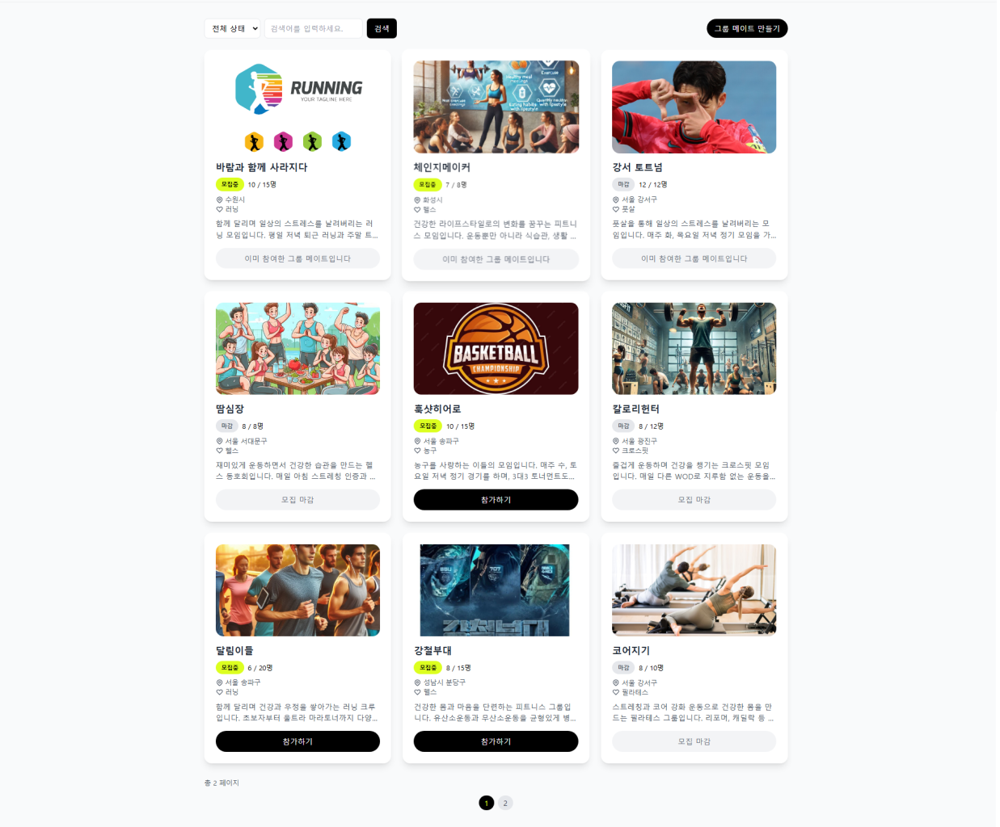 전체 상태
검색어를 입력하세요.
검색
그룹 메이트 만들기
RUNNING
YOUR TAGLINE HERE
바람과 함께 사라지다
모집중 10 / 15명
수원시
러닝
함께 달리며 일상의 스트레스를 날려버리는 러
닝 모임입니다. 평일 저녁 퇴근 러닝과 주말 트...
이미 참여한 그룹 메이트입니다
Healthy meal
Exercise
Eating habits
with lifestyle
체인지메이커
모집중 7 / 8명
화성시
헬스
건강한 라이프스타일로의 변화를 꿈꾸는 피트니
스 모임입니다. 운동뿐만 아니라 식습관, 생활 ...
이미 참여한 그룹 메이트입니다
강서 토트넘
마감 12 / 12명
서울 강서구
풋살
풋살을 통해 일상의 스트레스를 날려버리는 모
임입니다. 매주 화, 목요일 저녁 정기 모임을 가...
이미 참여한 그룹 메이트입니다
땀심장
마감 8 / 8명
서울 서대문구
헬스
재미있게 운동하면서 건강한 습관을 만드는 헬
스 동호회입니다. 매일 아침 스트레칭 인증과 ...
모집 마감
BASKETBALL
CHAMPIONSHIP
훅샷히어로
모집중 10 / 15명
서울 송파구
농구
농구를 사랑하는 이들의 모임입니다. 매주 수, 토
요일 저녁 정기 경기를 하며, 3대3 토너먼트도...
참가하기
칼로리헌터
마감 8 / 12명
서울 광진구
크로스핏
즐겁게 운동하며 건강을 챙기는 크로스핏 모임
입니다. 매일 다른 WOD로 지루함 없는 운동을...
모집 마감
달림이들
모집중 6 / 20명
서울 송파구
러닝
함께 달리며 건강과 우정을 쌓아가는 러닝 크루
입니다. 초보자부터 울트라 마라토너까지 다양...
참가하기
707
강철부대
강철부대
모집중 8 / 15명
성남시 분당구
헬스
건강한 몸과 마음을 단련하는 피트니스 그룹입
니다. 유산소운동과 무산소운동을 균형있게 병...
참가하기
코어지기
마감 8 / 10명
서울 강서구
필라테스
스트레칭과 코어 강화 운동으로 건강한 몸을 만
드는 필라테스 그룹입니다. 리포머, 캐딜락 등 ...
모집 마감
총 2 페이지
1 2